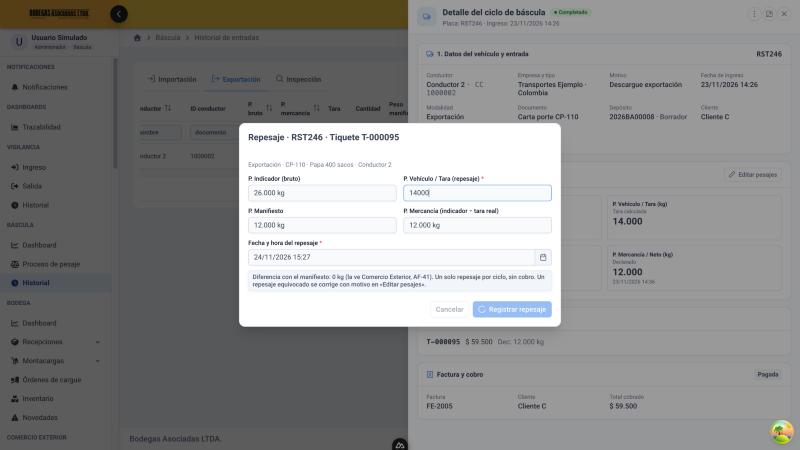 BODEGAS ASOCIADAS LTDA.
U
Usuario Simulado
Administrador
Báscula
NOTIFICACIONES
Notificaciones
DASHBOARDS
Trazabilidad
VIGILANCIA
Ingreso
Salida
Historial
BÁSCULA
Dashboard
Proceso de pesaje
Historial
BODEGA
Dashboard
Recepciones
Montacargas
Órdenes de cargue
Inventario
Novedades
COMERCIO EXTERIOR
Báscula > Historial de entradas
Importación
Exportación
Inspección
nductor
ID conductor
P. bruto
P. mercancía
Tara
Cantidad
Peso manifie
ombre
documento
nductor 2
1000002
Bodegas Asociadas LTDA.
Repesaje · RST246 · Tiquete T-000095
Exportación · CP-110 · Papa 400 sacos · Conductor 2
P. Indicador (bruto)
P. Vehículo / Tara (repesaje) *
26.000 kg
14000
P. Manifiesto
P. Mercancía (indicador − tara real)
12.000 kg
12.000 kg
Fecha y hora del repesaje *
24/11/2026 15:27
Diferencia con el manifiesto: 0 kg (la ve Comercio Exterior, AF-41). Un solo repesaje por ciclo, sin cobro. Un
repesaje equivocado se corrige con motivo en «Editar pesajes».
Cancelar
Registrar repesaje
Detalle del ciclo de báscula
Completado
Placa: RST246 · Ingreso: 23/11/2026 14:26
1. Datos del vehículo y entrada
RST246
Conductor
Empresa y tipo
Motivo
Fecha de ingreso
Conductor 2 · CC
1000002
Transportes Ejemplo ·
Colombia
Descargue exportación
23/11/2026 14:26
Modalidad
Documento
Depósito
Cliente
Exportación
Carta porte CP-110
2026BA00008 · Borrador
Cliente C
Editar pesajes
P. Vehículo / Tara (kg)
Tara calculada
14.000
P. Mercancía / Neto (kg)
Declarado
12.000
23/11/2026 14:36
T-000095
$ 59.500
Dec: 12.000 kg
Factura y cobro
Pagada
Factura
Cliente
Total cobrado
FE-2005
Cliente C
$ 59.500